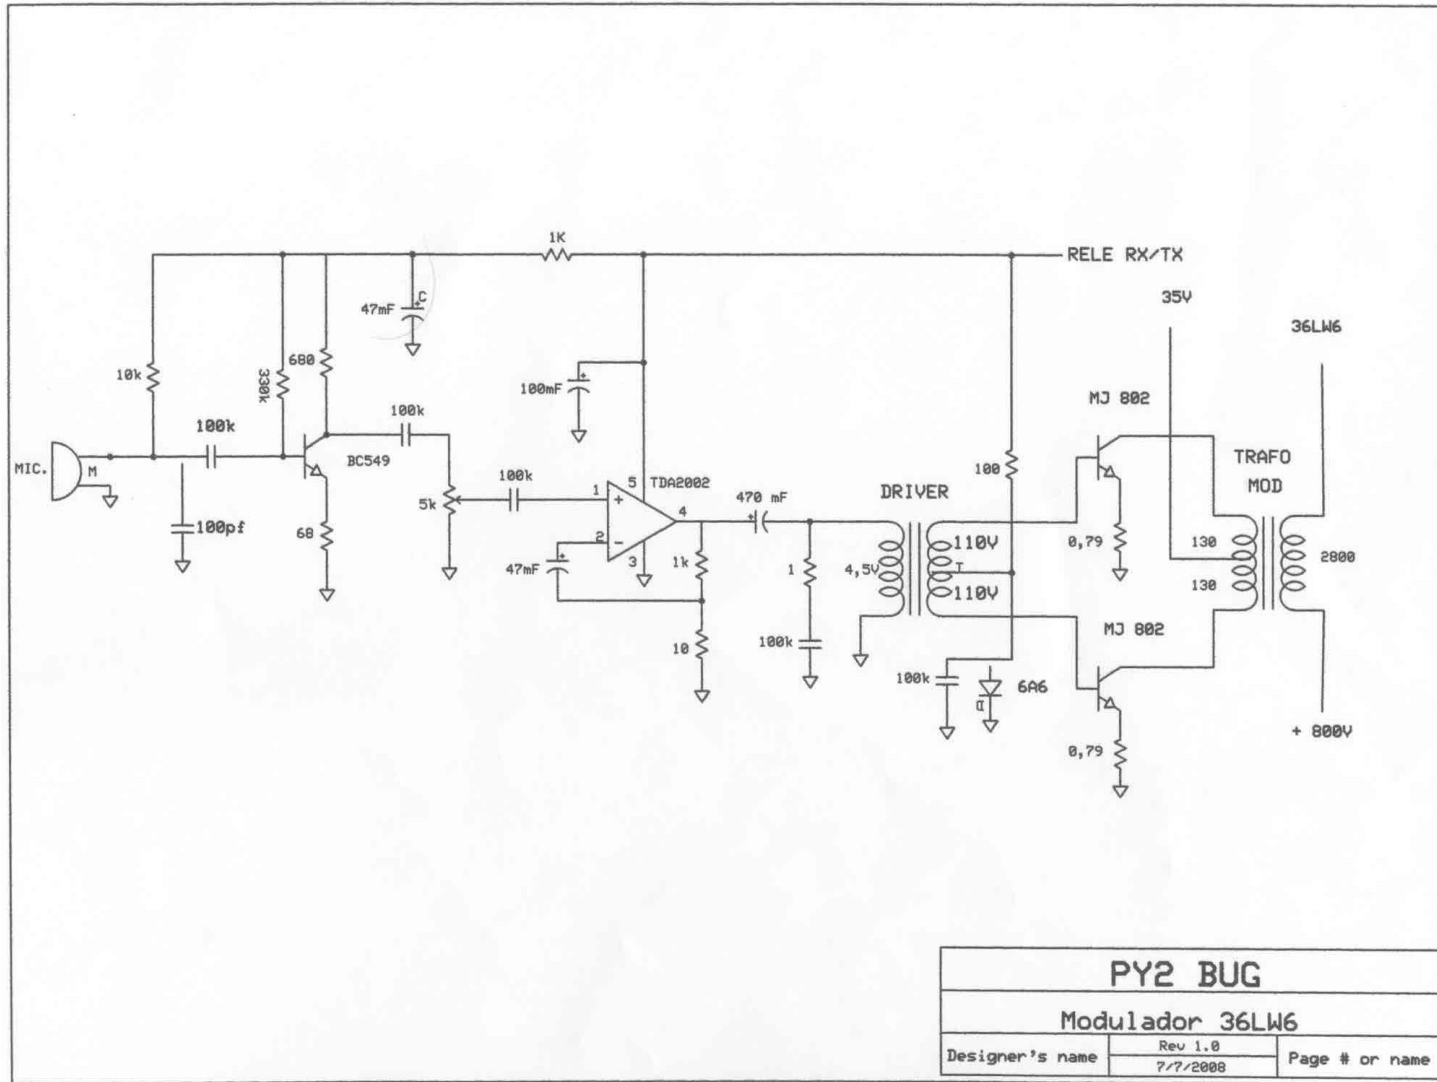 1K
RELE RX/TX
35V
36LW6
47mF
C
10k
330k
680
100mF
MJ 802
100k
100k
MIC.
M
BC549
100k
TRAFO
MOD
100pf
5k
1
5
TDA2002
4
470 mF
DRIVER
100
68
2
3
47mF
1k
1
4,5V
110V
T
110V
0,79
130
130
2800
10
100k
MJ 802
100k
6A6
0,79
+ 800V
PY2 BUG
Modulador 36LW6
Designer's name
Rev 1.0
7/7/2008
Page # or name